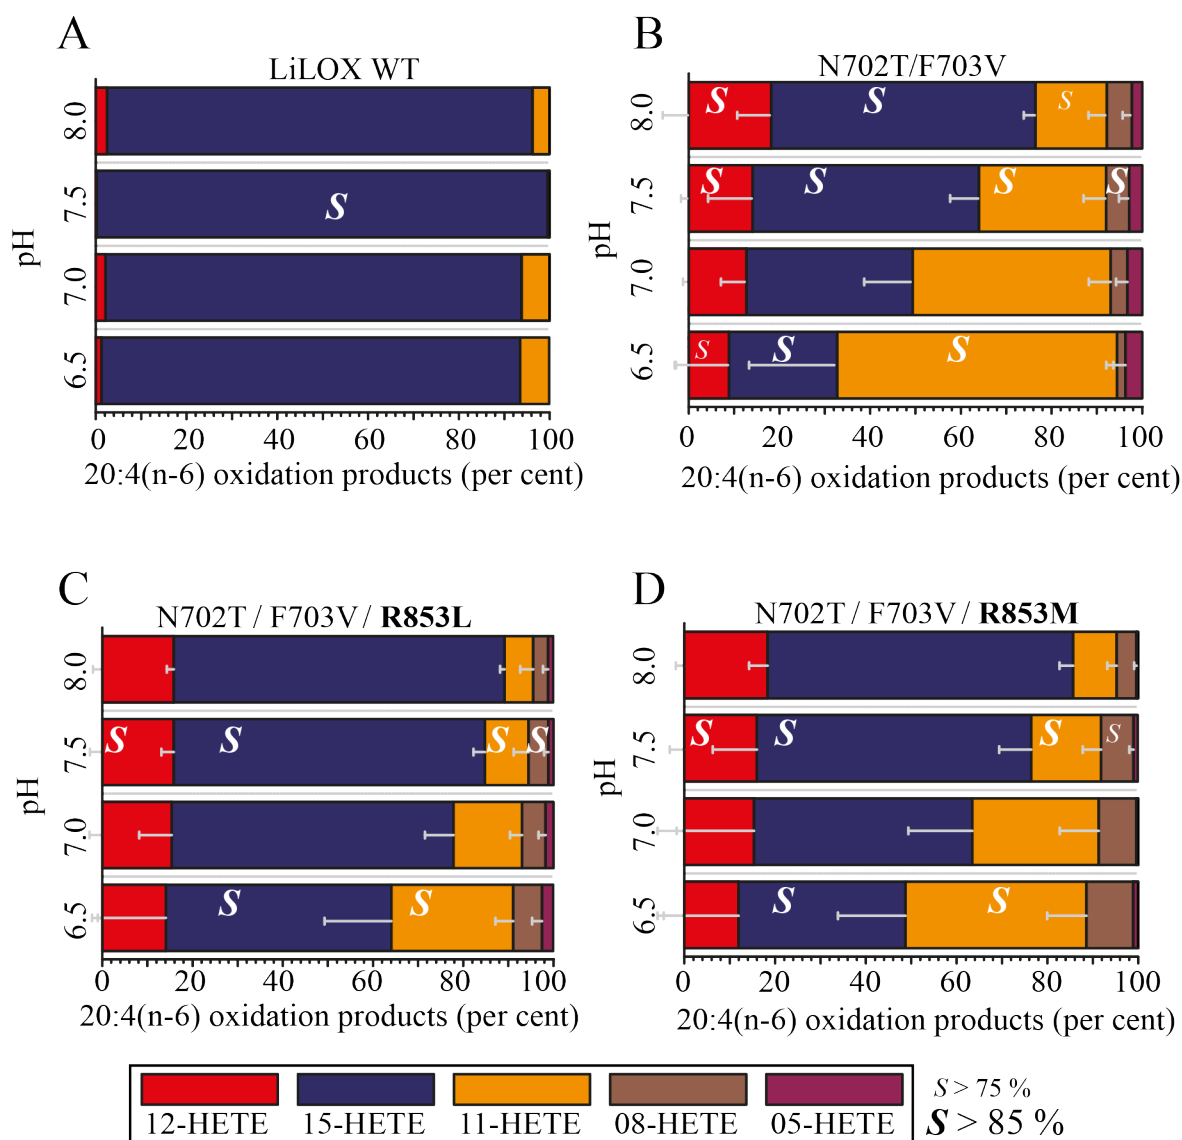 A
LiLOX WT
pH
8.0
7.5
S
7.0
6.5
0 20 40 60 80 100
20:4(n-6) oxidation products (per cent)
B
N702T/F703V
pH
8.0
S S S
7.5
S S S S
7.0
6.5
S S S
0 20 40 60 80 100
20:4(n-6) oxidation products (per cent)
C
N702T / F703V/ R853L
pH
8.0
7.5
S S S S
7.0
6.5
S S
0 20 40 60 80 100
20:4(n-6) oxidation products (per cent)
D
N702T / F703V/ R853M
pH
8.0
7.5
S S S S
7.0
6.5
S S
0 20 40 60 80 100
20:4(n-6) oxidation products (per cent)
12-HETE 15-HETE 11-HETE 08-HETE 05-HETE
S > 75 %
S > 85 %